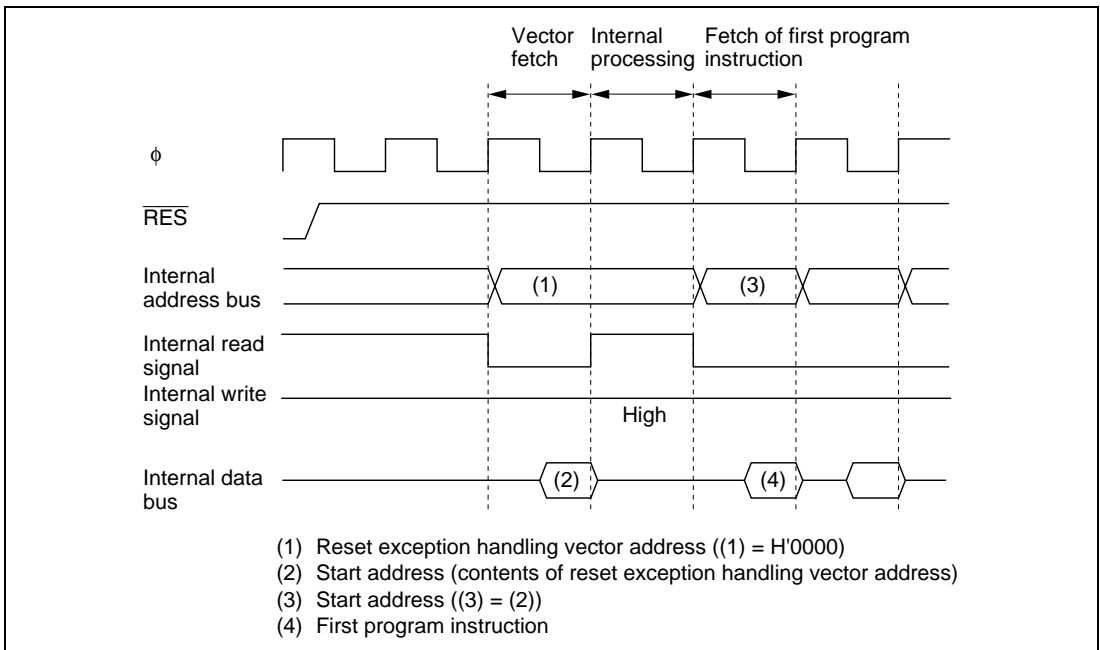 Vector fetch
Internal processing
Fetch of first program instruction
φ
RES
Internal address bus
(1)
(3)
Internal read signal
Internal write signal
High
Internal data bus
(2)
(4)
(1) Reset exception handling vector address ((1) = H'0000)
(2) Start address (contents of reset exception handling vector address)
(3) Start address ((3) = (2))
(4) First program instruction